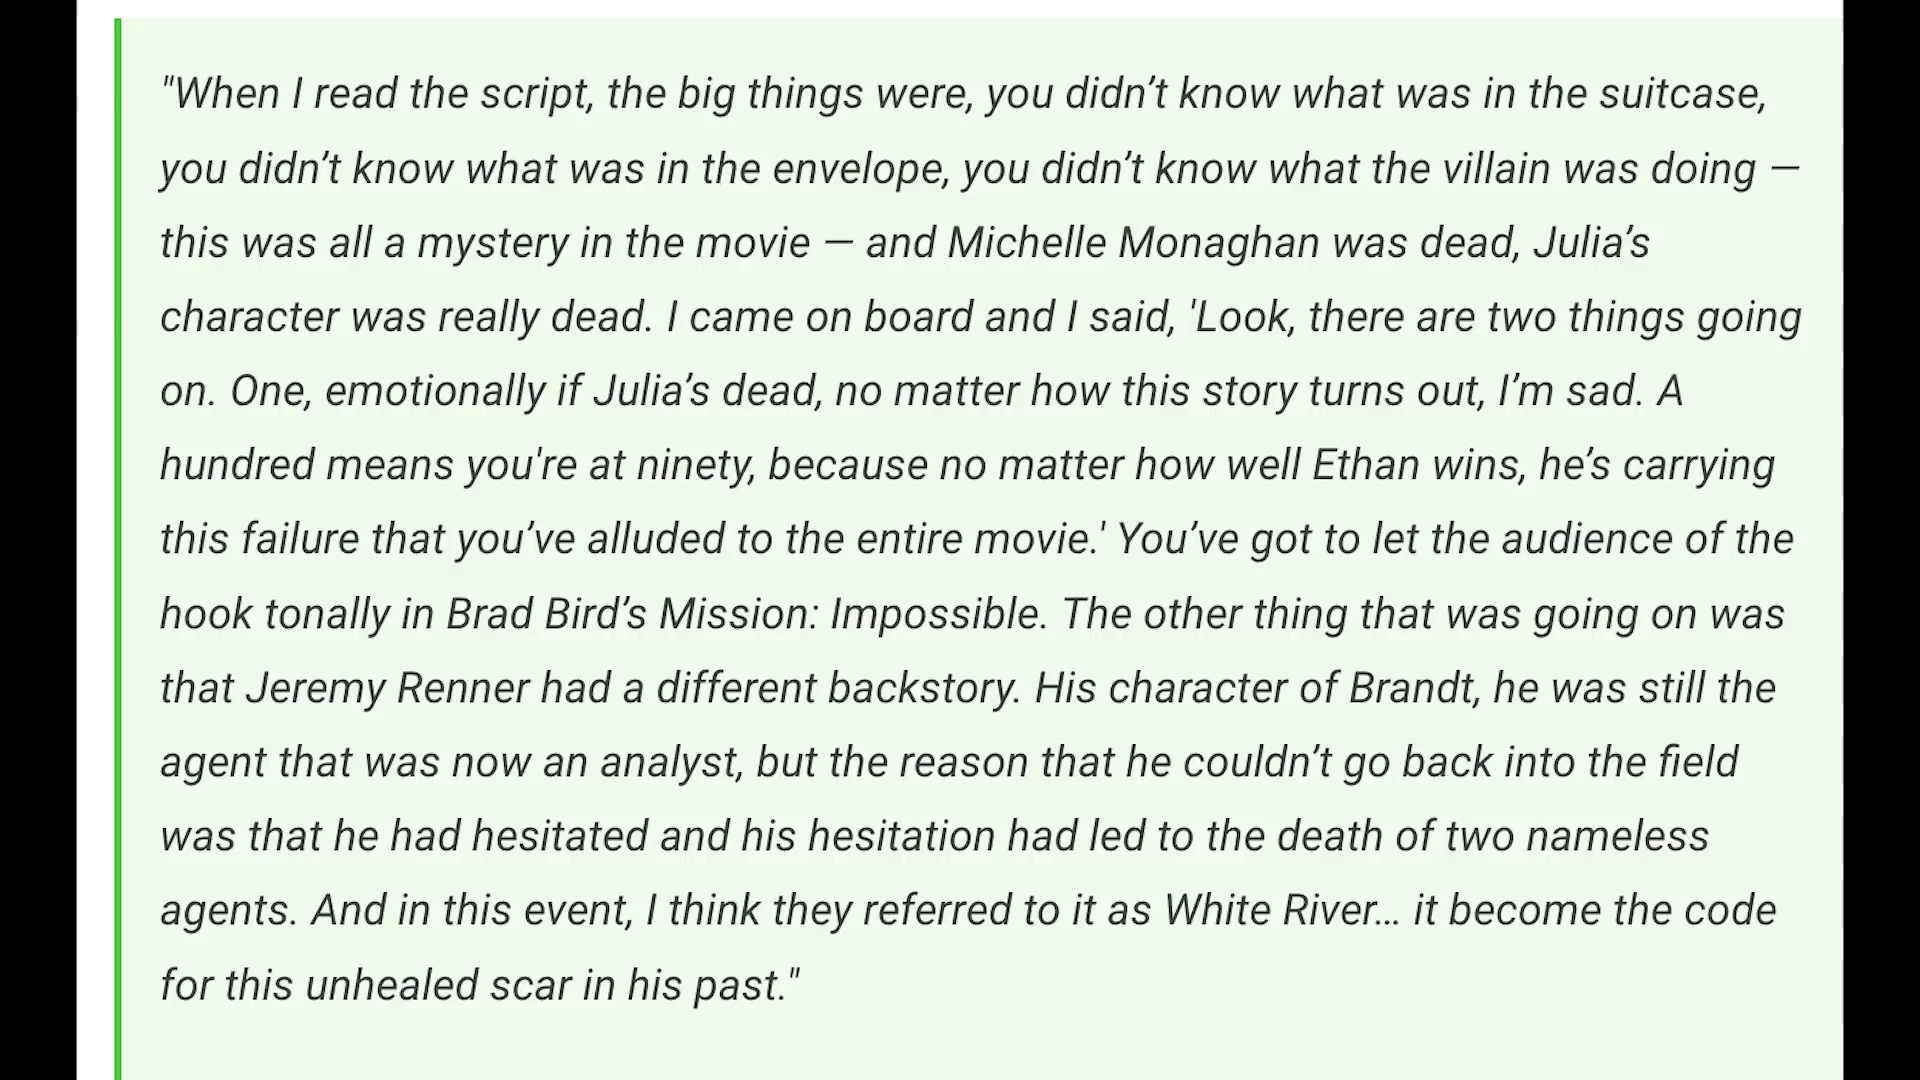 "When I read the script, the big things were, you didn’t know what was in the suitcase,
you didn’t know what was in the envelope, you didn’t know what the villain was doing —
this was all a mystery in the movie — and Michelle Monaghan was dead, Julia’s
character was really dead. I came on board and I said, 'Look, there are two things going
on. One, emotionally if Julia’s dead, no matter how this story turns out, I’m sad. A
hundred means you're at ninety, because no matter how well Ethan wins, he’s carrying
this failure that you’ve alluded to the entire movie.' You’ve got to let the audience of the
hook tonally in Brad Bird’s Mission: Impossible. The other thing that was going on was
that Jeremy Renner had a different backstory. His character of Brandt, he was still the
agent that was now an analyst, but the reason that he couldn’t go back into the field
was that he had hesitated and his hesitation had led to the death of two nameless
agents. And in this event, I think they referred to it as White River... it become the code
for this unhealed scar in his past."